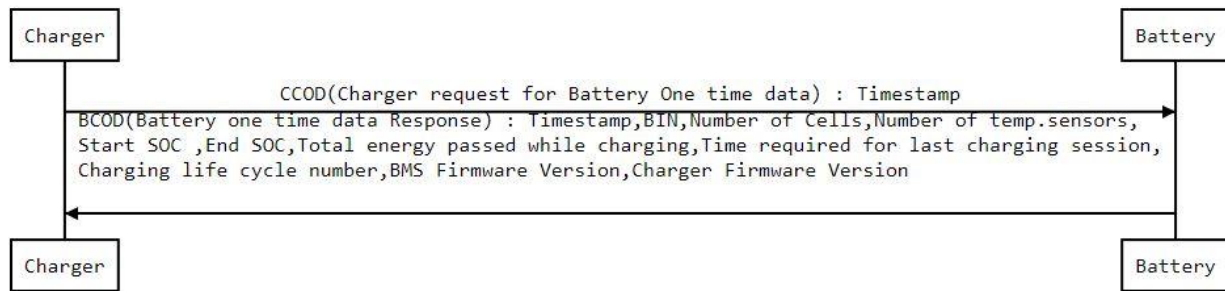 Charger
Battery
CCOD(Charger request for Battery One time data) : Timestamp
BCOD(Battery one time data Response) : Timestamp,BIN,Number of Cells,Number of temp.sensors,
Start SOC ,End SOC,Total energy passed while charging,Time required for last charging session,
Charging life cycle number,BMS Firmware Version,Charger Firmware Version
Charger
Battery